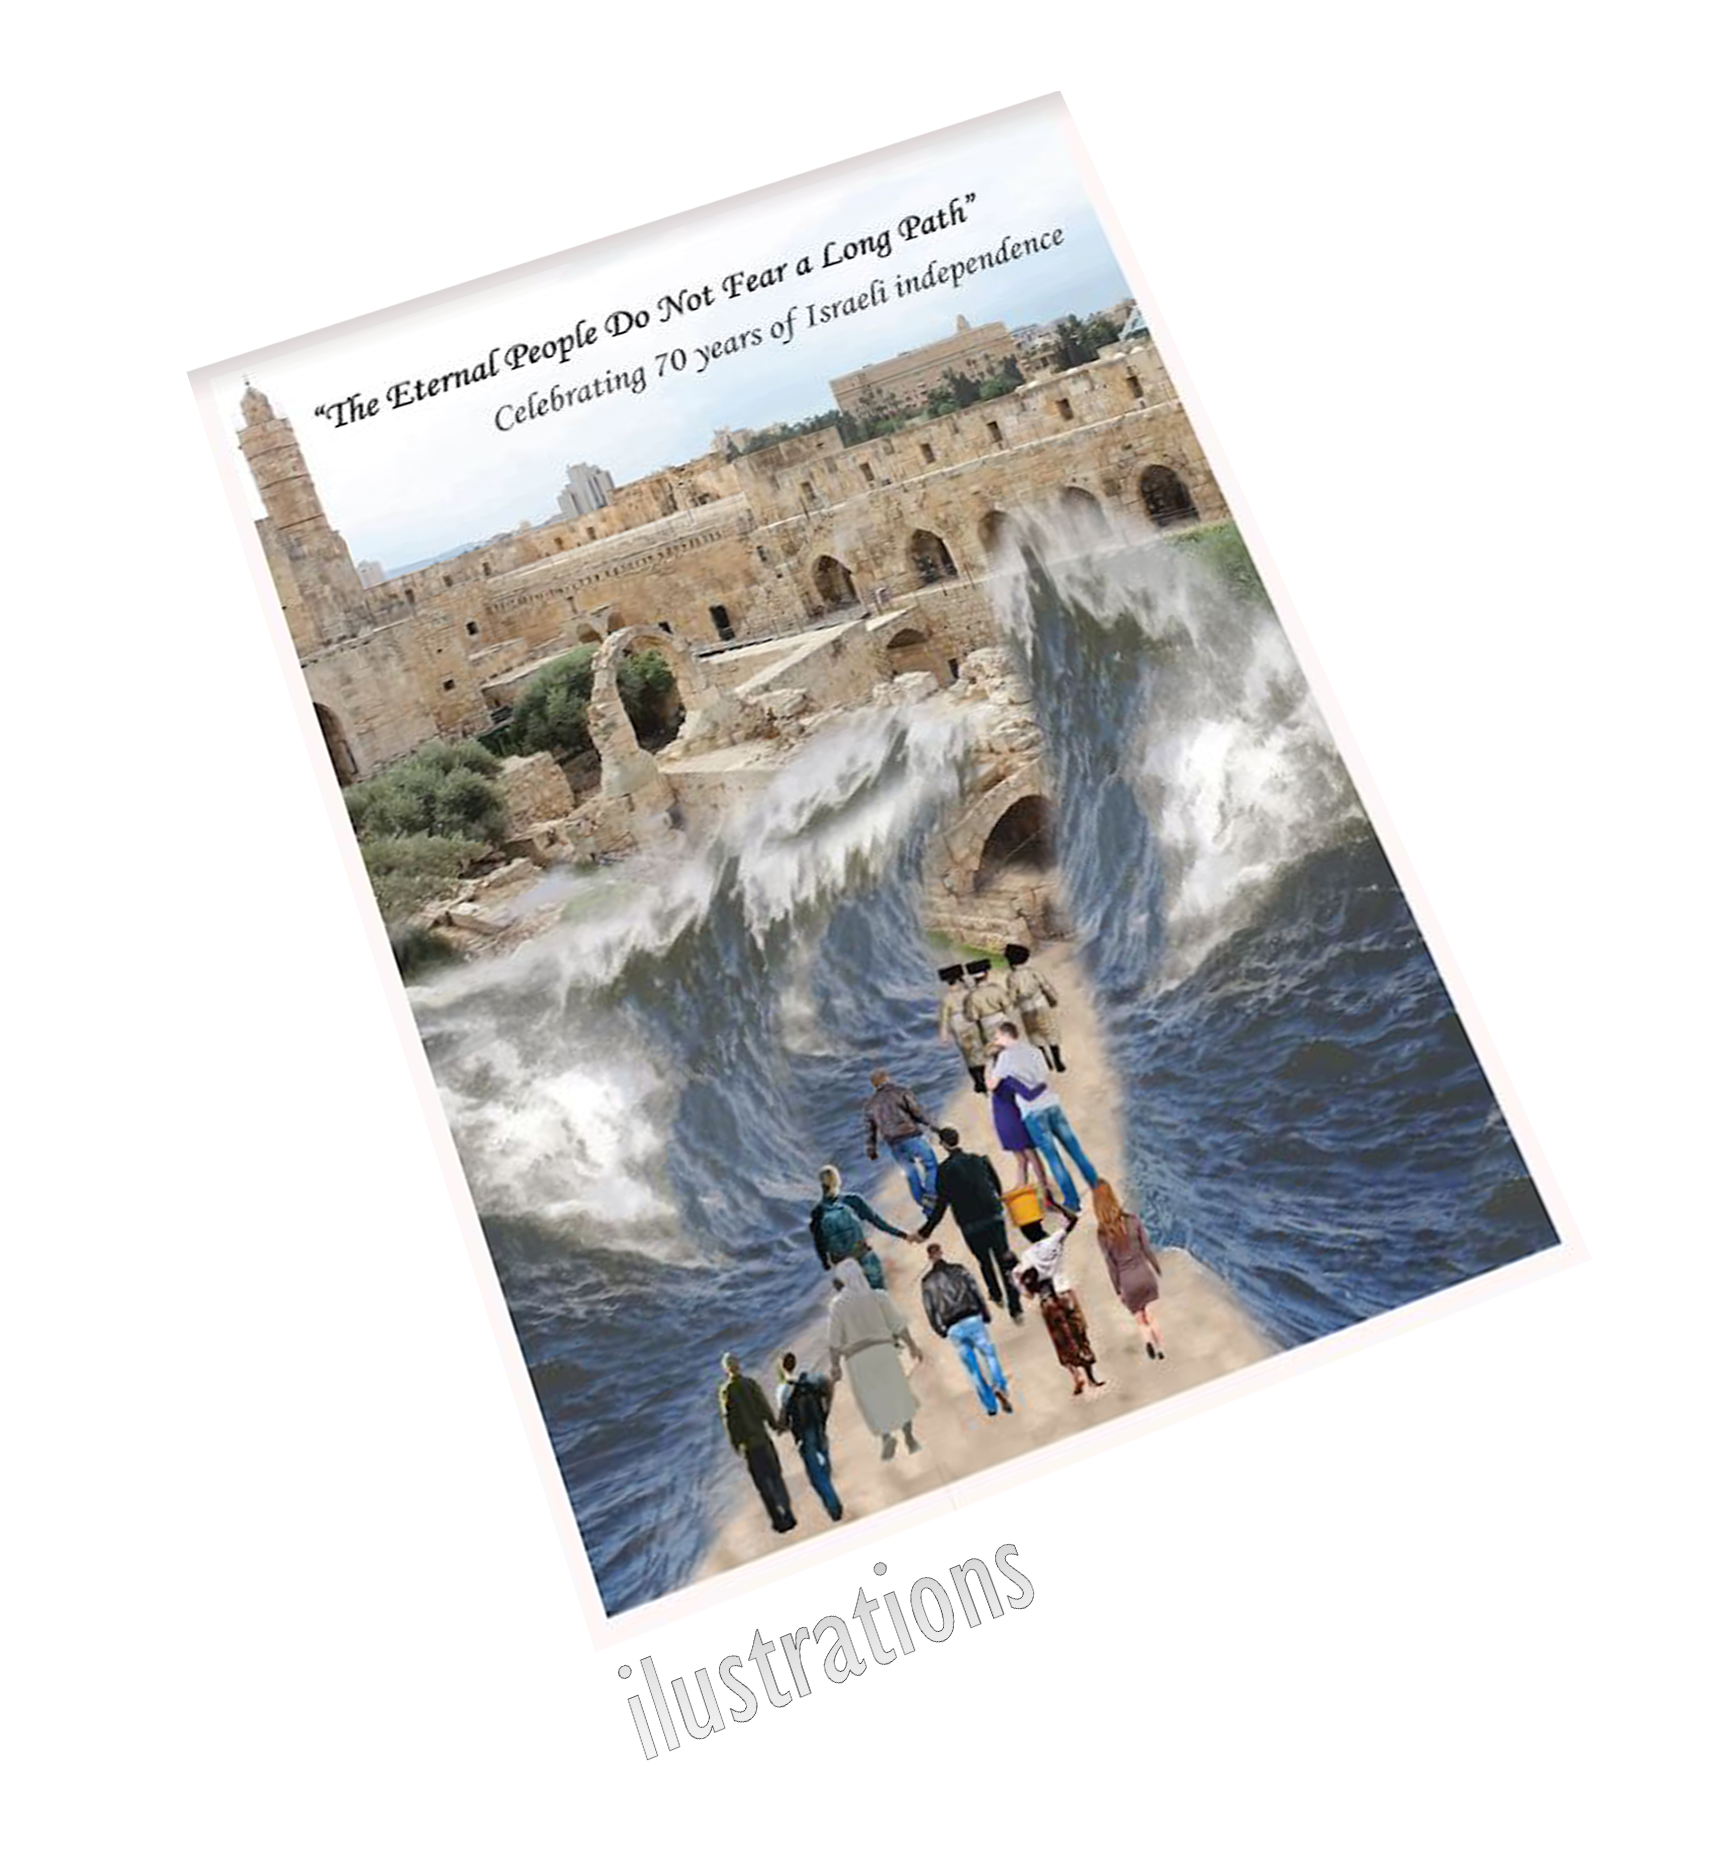 “The Eternal People Do Not Fear a Long Path”
Celebrating 70 years of Israeli independence
ilustrations